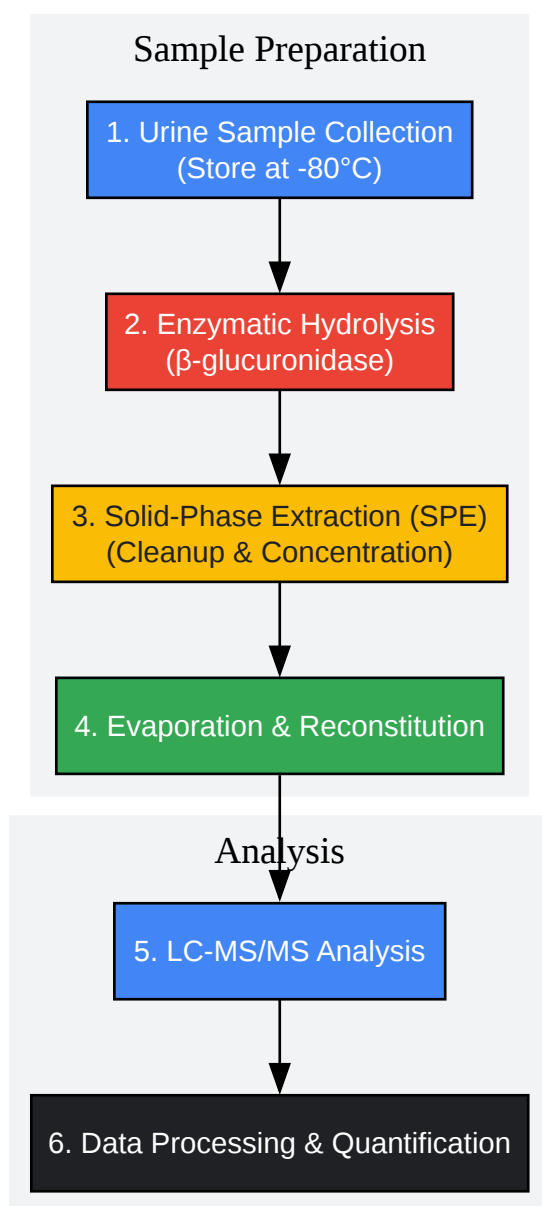 Sample Preparation
1. Urine Sample Collection
(Store at -80°C)
2. Enzymatic Hydrolysis
(β-glucuronidase)
3. Solid-Phase Extraction (SPE)
(Cleanup & Concentration)
4. Evaporation & Reconstitution
Analysis
5. LC-MS/MS Analysis
6. Data Processing & Quantification